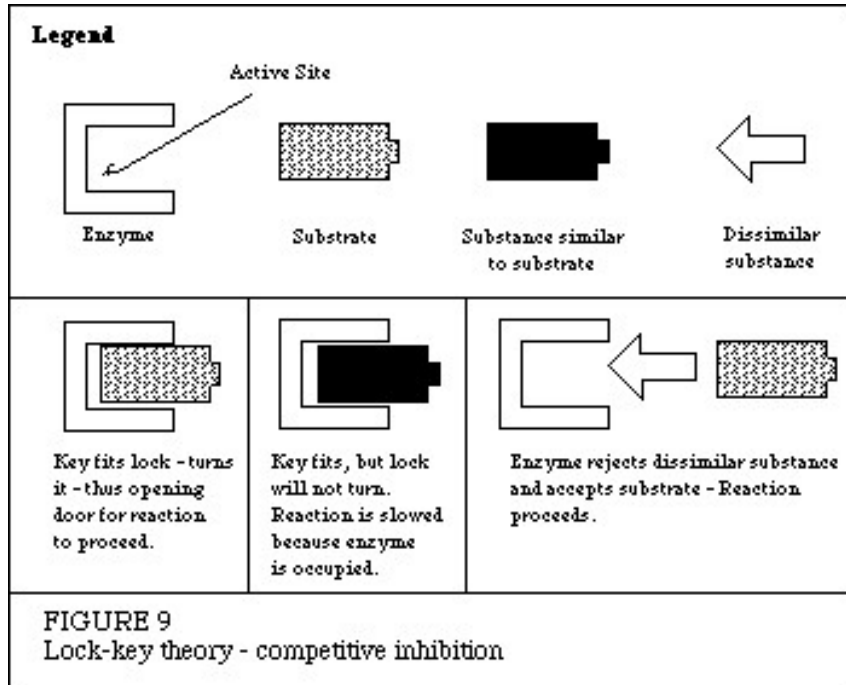 Legend
Active Site
Enzyme
Substrate
Substance similar
to substrate
Dissimilar
substance
Key fits lock - turns
it - thus opening
door for reaction
to proceed.
Key fits, but lock
will not turn.
Reaction is slowed
because enzyme
is occupied.
Enzyme rejects dissimilar substance
and accepts substrate - Reaction
proceeds.
FIGURE 9
Lock-key theory - competitive inhibition